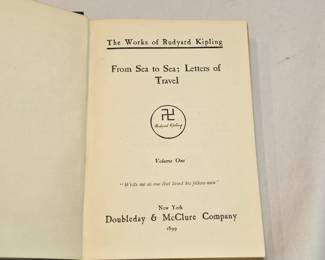 The Works of Rudyard Kipling
From Sea to Sea; Letters of
Travel
Rudyard Kipling
Volume One
"Write me as one that loved his fellow-men"
New York
Doubleday & McClure Company
1899